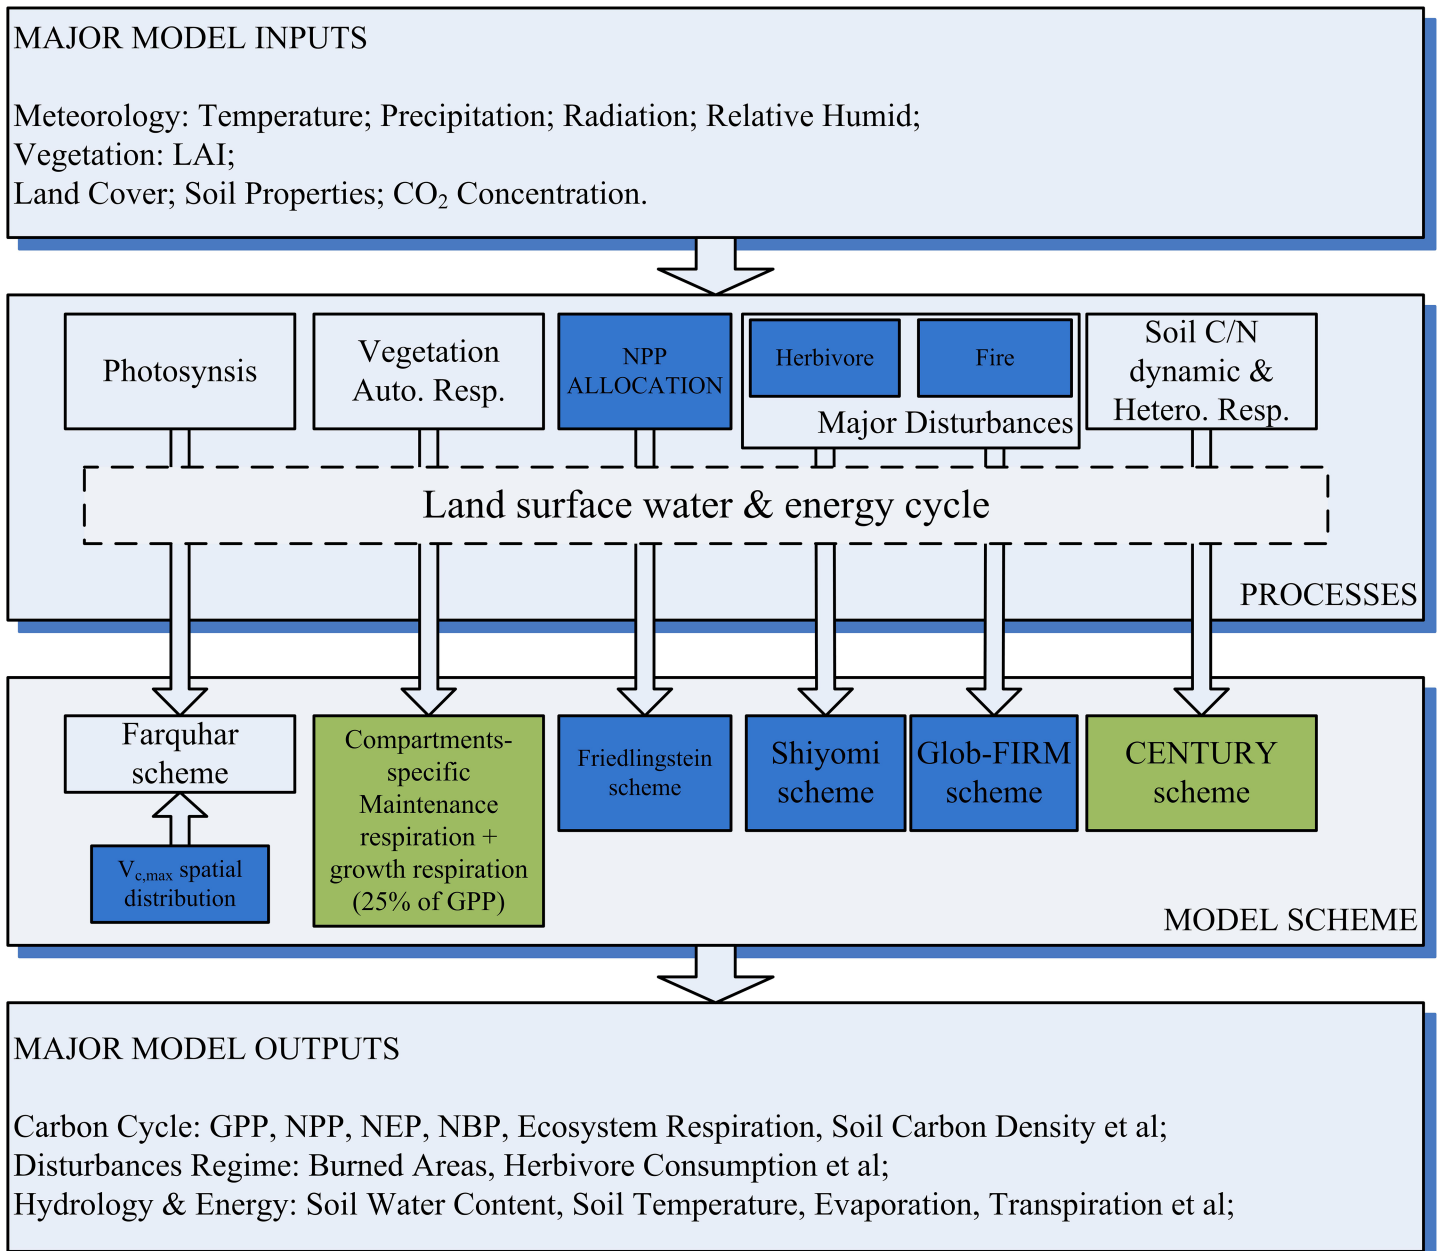 MAJOR MODEL INPUTS
Meteorology: Temperature; Precipitation; Radiation; Relative Humid;
Vegetation: LAI;
Land Cover; Soil Properties; CO₂ Concentration.
Photosynsis
Vegetation
Auto. Resp.
NPP
ALLOCATION
Herbivore
Fire
Major Disturbances
Soil C/N
dynamic &
Hetero. Resp.
Land surface water & energy cycle
PROCESSES
Farquhar
scheme
V_c,max spatial
distribution
Compartments-
specific
Maintenance
respiration +
growth respiration
(25% of GPP)
Friedlingstein
scheme
Shiyomi
scheme
Glob-FIRM
scheme
CENTURY
scheme
MODEL SCHEME
MAJOR MODEL OUTPUTS
Carbon Cycle: GPP, NPP, NEP, NBP, Ecosystem Respiration, Soil Carbon Density et al;
Disturbances Regime: Burned Areas, Herbivore Consumption et al;
Hydrology & Energy: Soil Water Content, Soil Temperature, Evaporation, Transpiration et al;